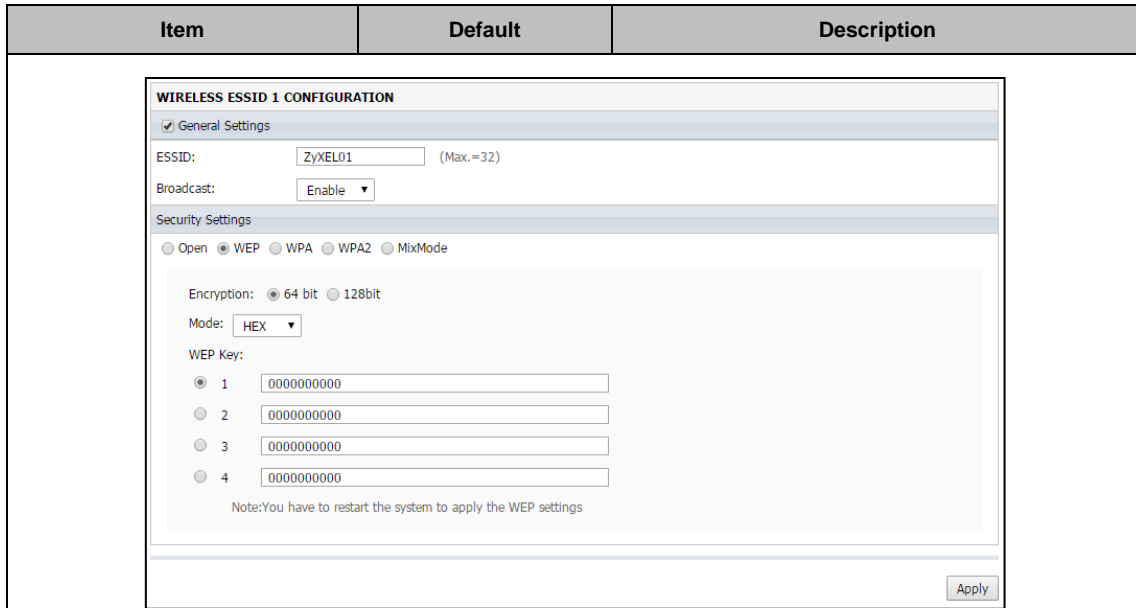 Item Default Description
WIRELESS ESSID 1 CONFIGURATION
General Settings
ESSID: ZyXEL01 (Max.=32)
Broadcast: Enable
Security Settings
Open WEP WPA WPA2 MixMode
Encryption: 64 bit 128bit
Mode: HEX
WEP Key:
1 0000000000
2 0000000000
3 0000000000
4 0000000000
Note:You have to restart the system to apply the WEP settings
Apply